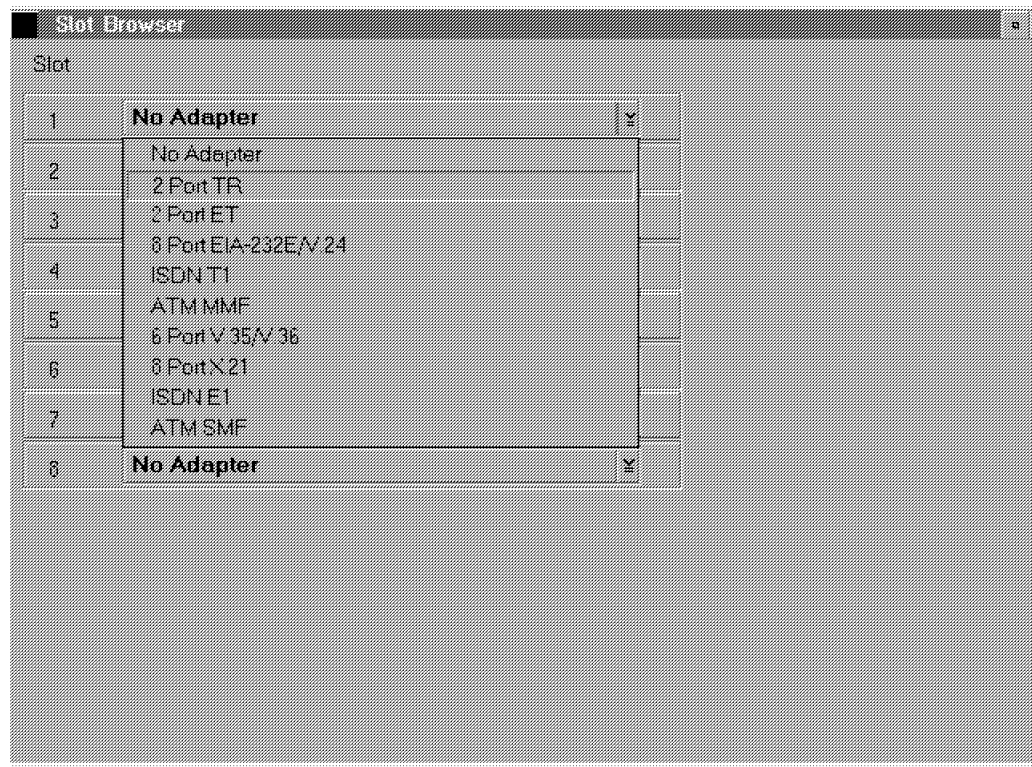 Slot Browser
Slot
1 No Adapter
No Adapter
2
2 Port TR
2 Port ET
3
8 Port EIA-232E/V.24
4
ISDN T1
ATM MMF
5
6 Port V.35/V.36
6
8 Port X.21
ISDN E1
7
ATM SMF
8 No Adapter